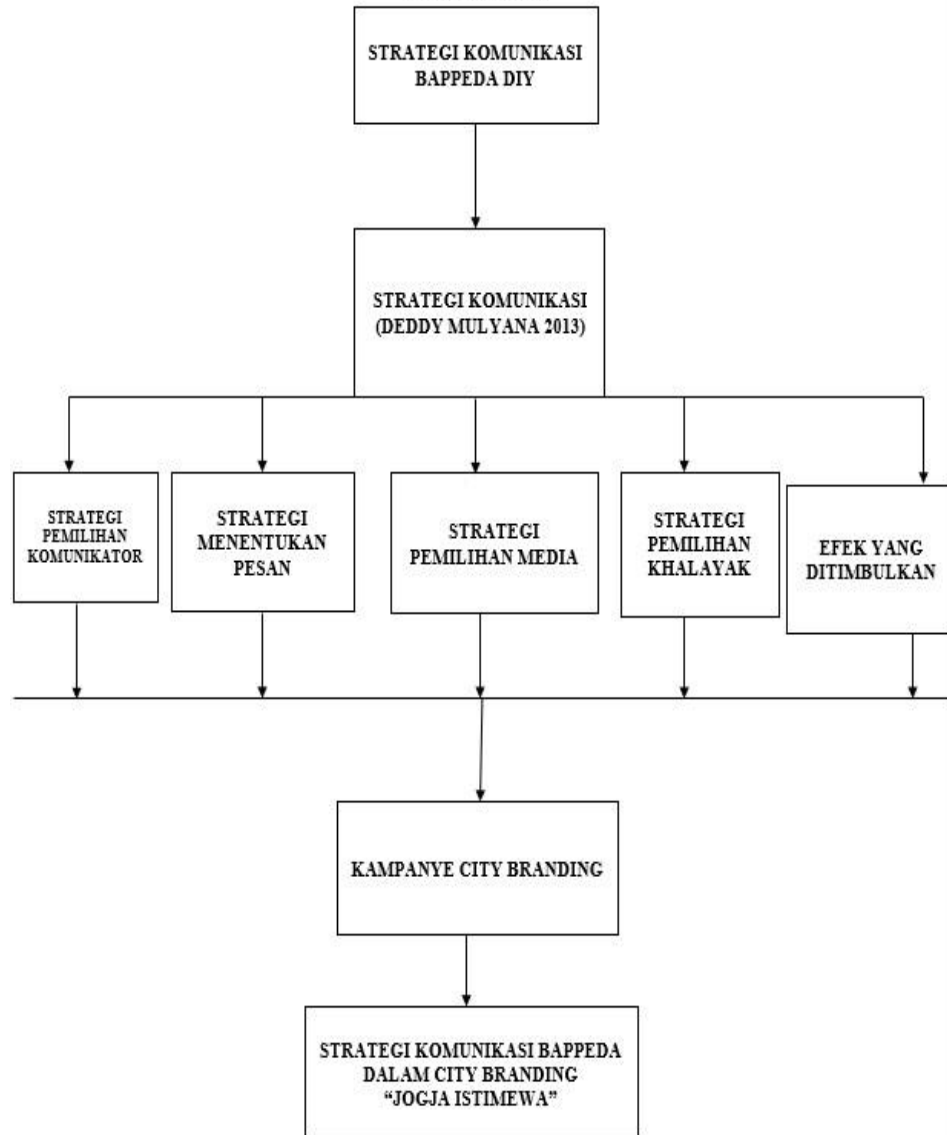 STRATEGI KOMUNIKASI
BAPPEDA DIY
STRATEGI KOMUNIKASI
(DEDDY MULYANA 2013)
STRATEGI
PEMILIHAN
KOMUNIKATOR
STRATEGI
MENENTUKAN
PESAN
STRATEGI
PEMILIHAN MEDIA
STRATEGI
PEMILIHAN
KHALAYAK
EFEK YANG
DITIMBULKAN
KAMPANYE CITY BRANDING
STRATEGI KOMUNIKASI BAPPEDA
DALAM CITY BRANDING
“JOGJA ISTIMEWA”